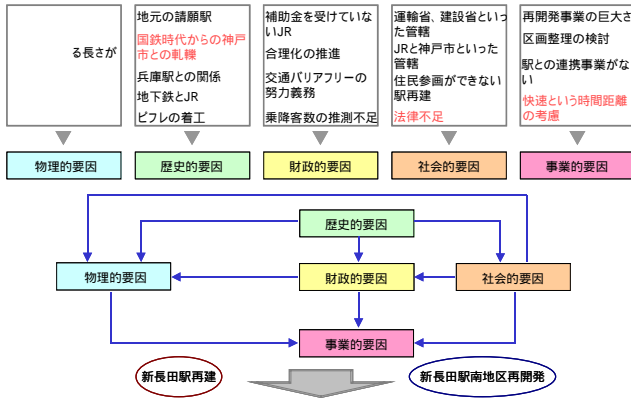 る長さが
地元の請願駅
国鉄時代からの神戸
市との軋轢
兵庫駅との関係
地下鉄とJR
ピフレの着工
補助金を受けていな
いJR
合理化の推進
交通バリアフリーの
努力義務
乗降客数の推測不足
運輸省、建設省といっ
た管轄
JRと神戸市といった
管轄
住民参画ができない
駅再建
法律不足
再開発事業の巨大さ
区画整理の検討
駅との連携事業がな
い
快速という時間距離
の考慮
物理的要因
歴史的要因
財政的要因
社会的要因
事業的要因
歴史的要因
物理的要因
財政的要因
社会的要因
事業的要因
新長田駅再建
新長田駅南地区再開発